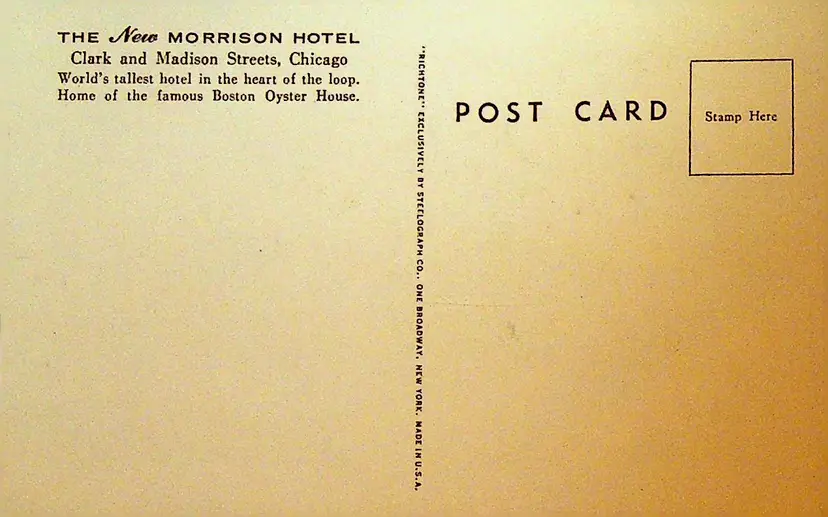 THE New MORRISON HOTEL
Clark and Madison Streets, Chicago
World's tallest hotel in the heart of the loop.
Home of the famous Boston Oyster House.
"RICHTONE" EXCLUSIVELY BY STEELOGRAPH CO., ONE BROADWAY, NEW YORK. MADE IN U.S.A.
POST CARD
Stamp Here